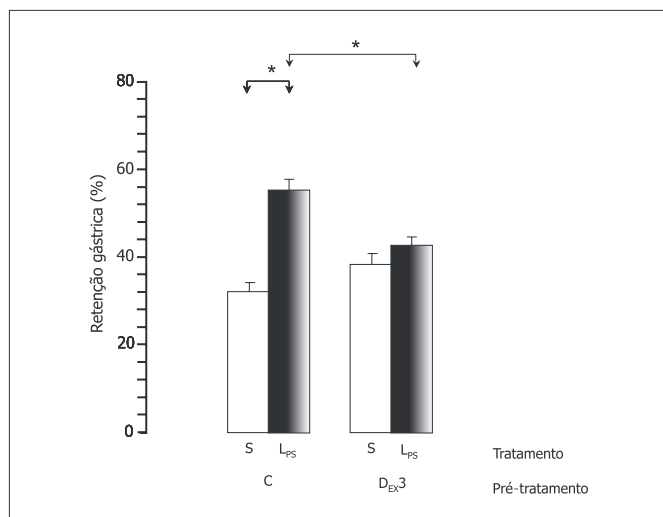 *
*
80
60
40
20
0
Retenção gástrica (%)
S LPS S LPS Tratamento
C DEX3 Pré-tratamento